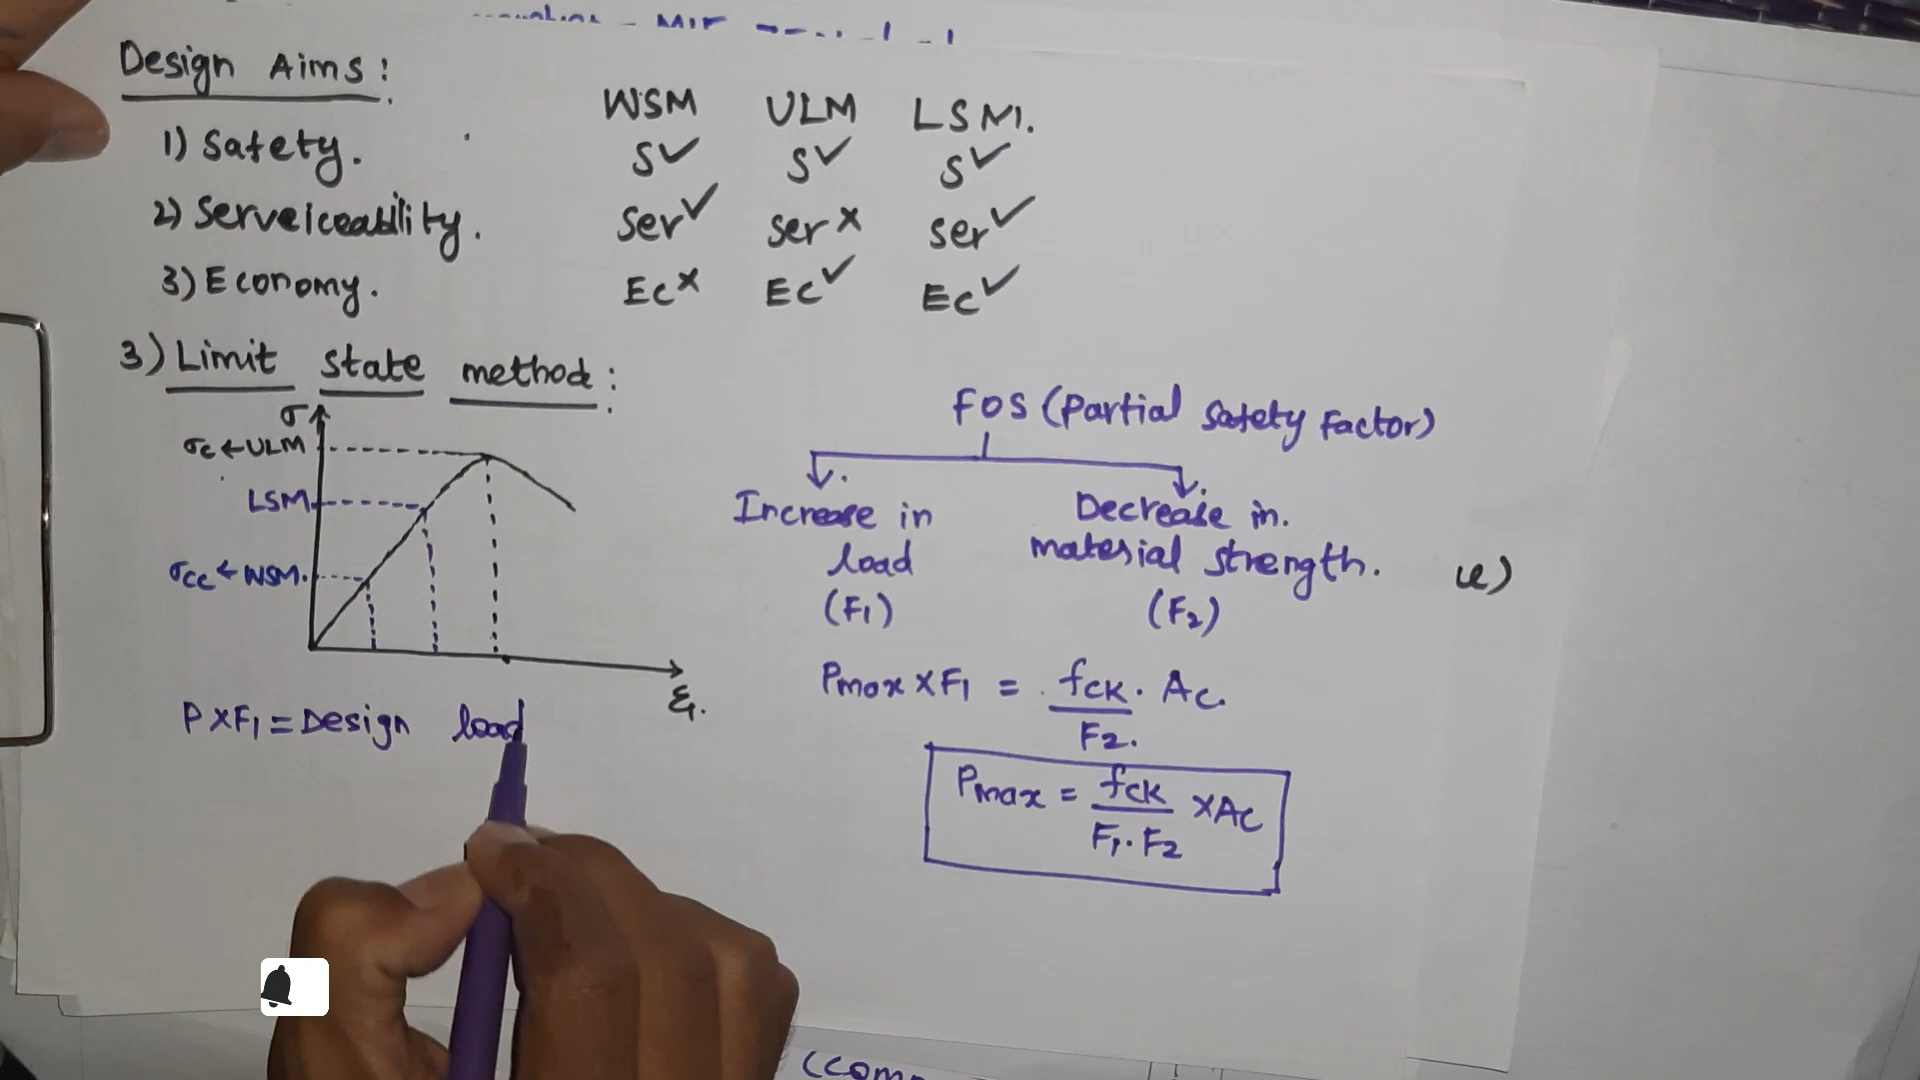 Design Aims:
WSM ULM LSM.
1) Safety. S✓ S✓ S✓
2) Serveiceability. Ser✓ Ser× Ser✓
3) Economy. Ec× Ec✓ Ec✓
3) Limit state method:
σ
σc ← ULM
LSM
σcc ← WSM.
ε.
P×F1 = Design load
FOS (Partial Safety Factor)
Increase in
load
(F1)
Decrease in.
material strength.
(F2)
Pmax × F1 = fck . Ac.
F2.
Pmax = fck × Ac
F1.F2
(Com